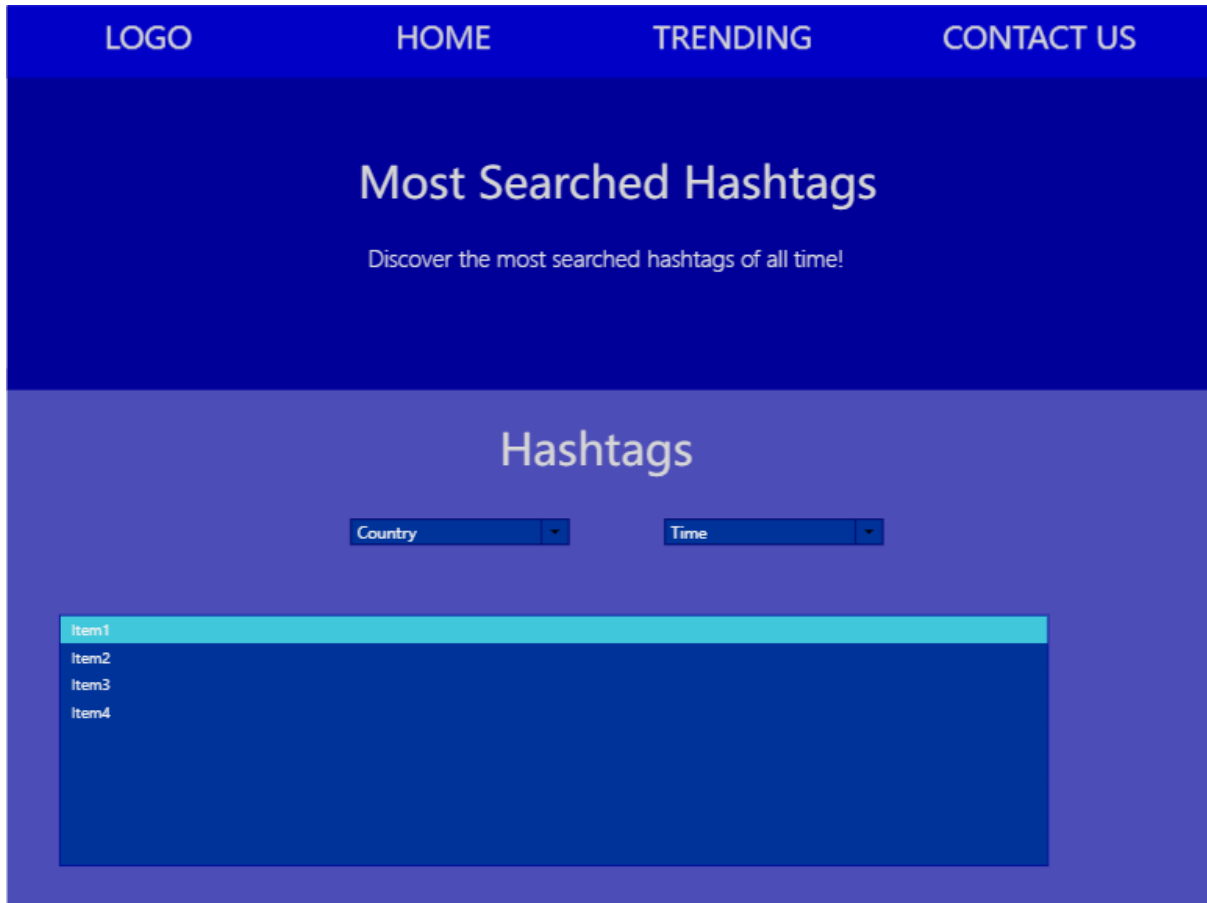 LOGO HOME TRENDING CONTACT US
Most Searched Hashtags
Discover the most searched hashtags of all time!
Hashtags
Country Time
Item1
Item2
Item3
Item4